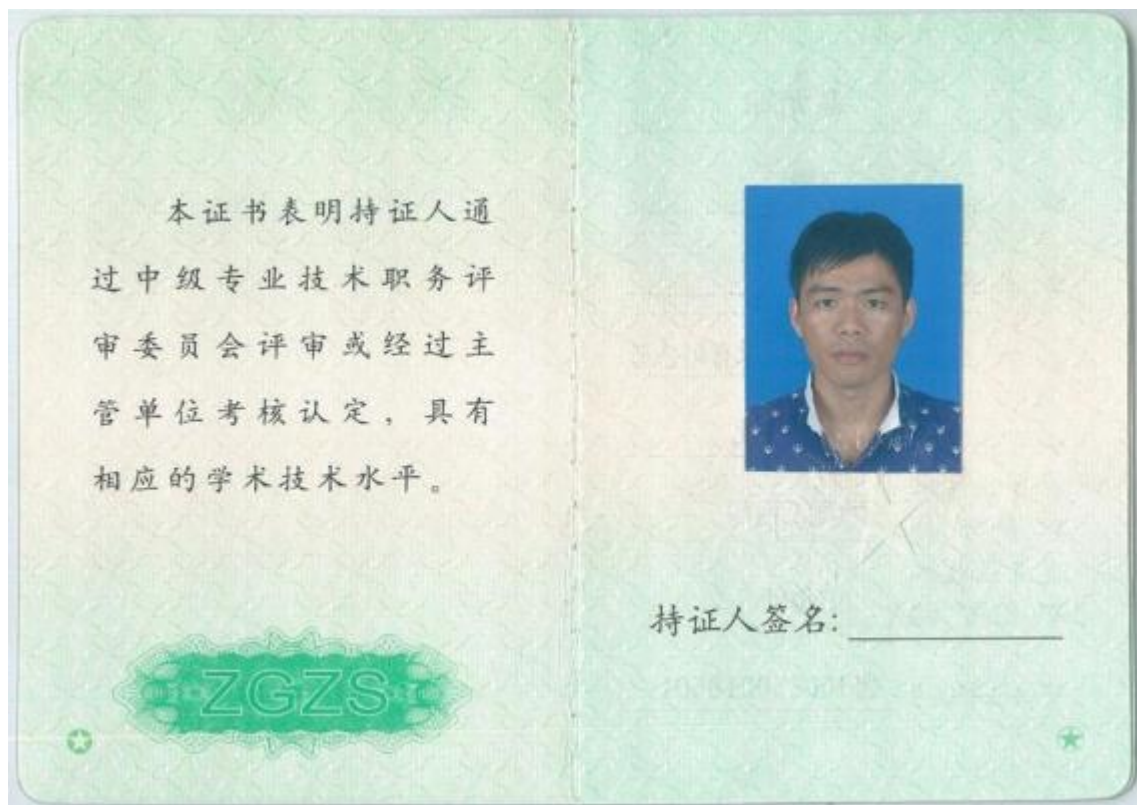 本证书表明持证人通
过中级专业技术职务评
审委员会评审或经过主
管单位考核认定，具有
相应的学术技术水平。
ZGZS
持证人签名: